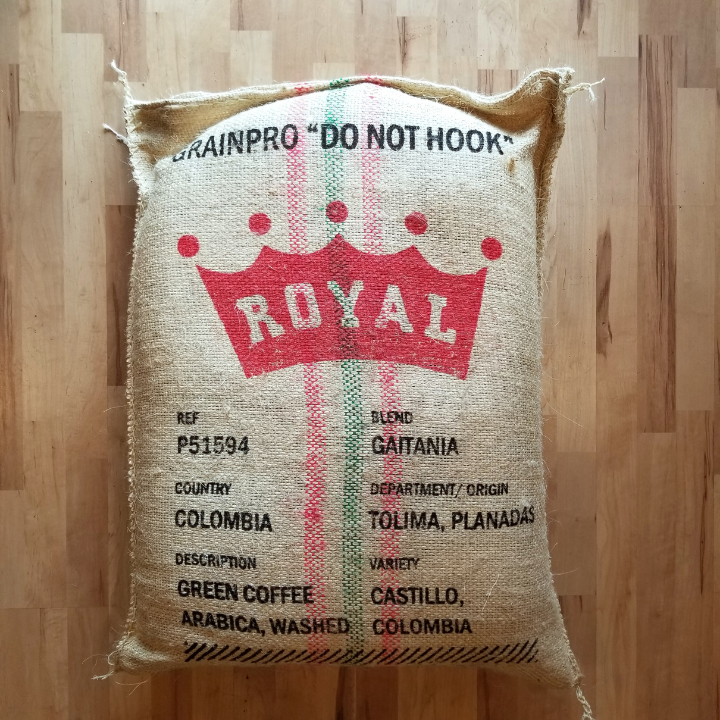 GRAINPRO "DO NOT HOOK"
ROYAL
REF
P51594
BLEND
GAITANIA
COUNTRY
COLOMBIA
DEPARTMENT/ ORIGIN
TOLIMA, PLANADAS
DESCRIPTION
GREEN COFFEE
ARABICA, WASHED
VARIETY
CASTILLO,
COLOMBIA